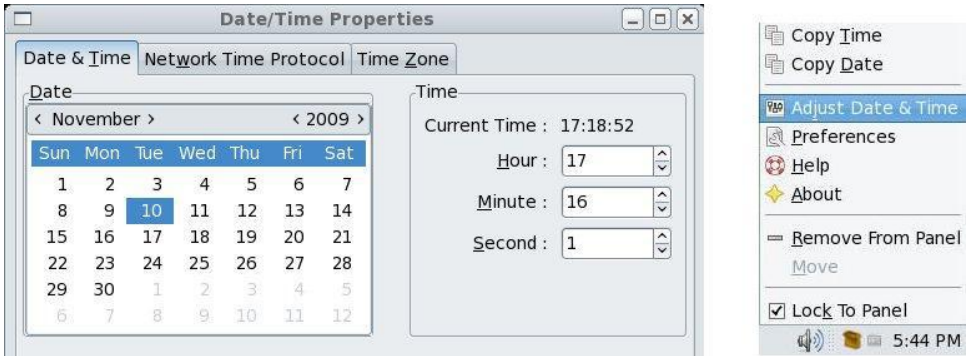 Date/Time Properties
Date & Time Network Time Protocol Time Zone
Date
< November > < 2009 >
Sun Mon Tue Wed Thu Fri Sat
1 2 3 4 5 6 7
8 9 10 11 12 13 14
15 16 17 18 19 20 21
22 23 24 25 26 27 28
29 30 1 2 3 4 5
6 7 8 9 10 11 12
Time
Current Time : 17:18:52
Hour : 17
Minute : 16
Second : 1
Copy Time
Copy Date
Adjust Date & Time
Preferences
Help
About
Remove From Panel
Move
Lock To Panel
5:44 PM